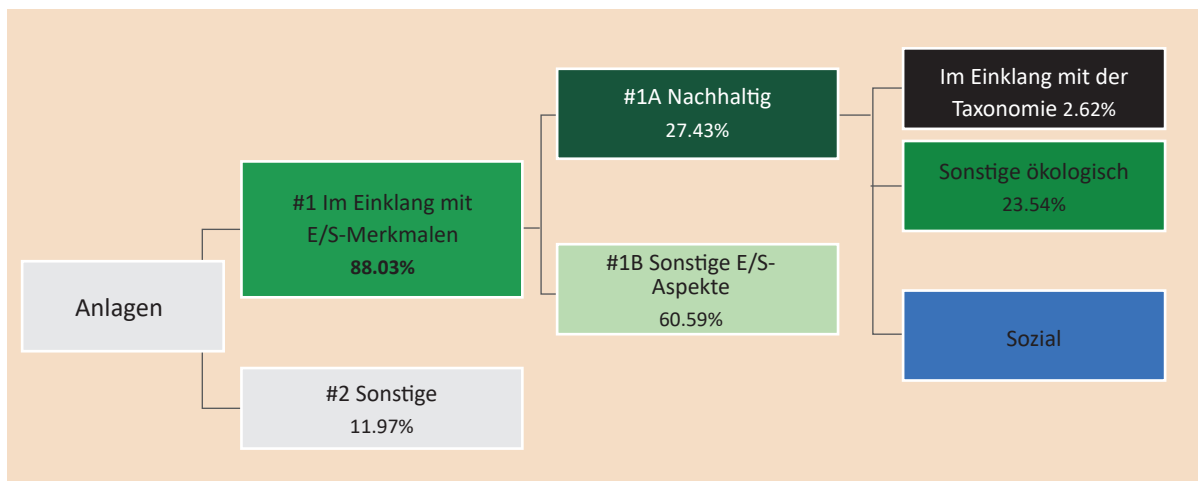 Anlagen
#1 Im Einklang mit
E/S-Merkmalen
88.03%
#2 Sonstige
11.97%
#1A Nachhaltig
27.43%
#1B Sonstige E/S-
Aspekte
60.59%
Im Einklang mit der
Taxonomie 2.62%
Sonstige ökologisch
23.54%
Sozial